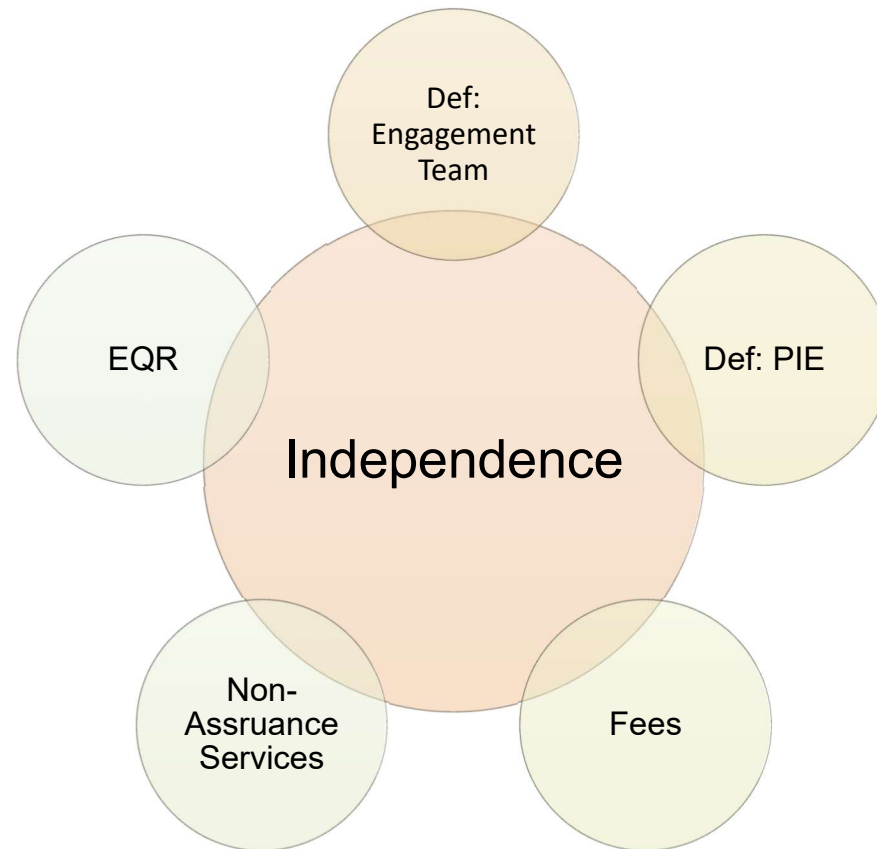 Def:
Engagement
Team
EQR
Def: PIE
Independence
Non-
Assruance
Services
Fees